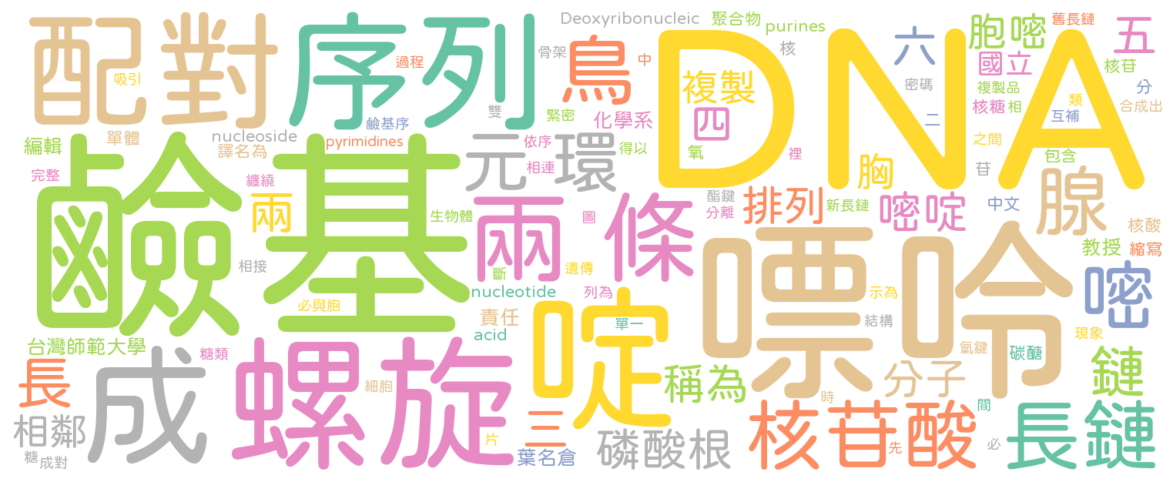 Deoxyribonucleic 聚合物 purines 舊長鏈
配對 序列 骨架 鳥 中 核 六 胞嘧 五
吸引 過程 DNA 國立 核苷
複製 密碼 複製品 類 分
雙 緊密 化學系 四 二 核糖 相 互補 合成出
鹼基序
編輯 單體 nucleoside pyrimidines 依序 得以 氧 裡 之間
譯名為 元 環 胸 苷 包含
完整 纏繞 相連 酯鍵 腺
鹼基 兩 生物體 兩 條 圖 分離 排列 新長鏈 嘧啶 中文 核酸
嘌呤 教授 縮寫
相接 斷 遺傳
必與胞 nucleotide 列為 示為 嘧
責任 啶 單一 結構
acid 現象
台灣師範大學 糖類 螺旋 氫鍵 碳醣
長 成 細胞 稱為 分子 鏈
時 間
相鄰 三 磷酸根 核苷酸 長鏈
糖 成對 片 葉名倉 先 必